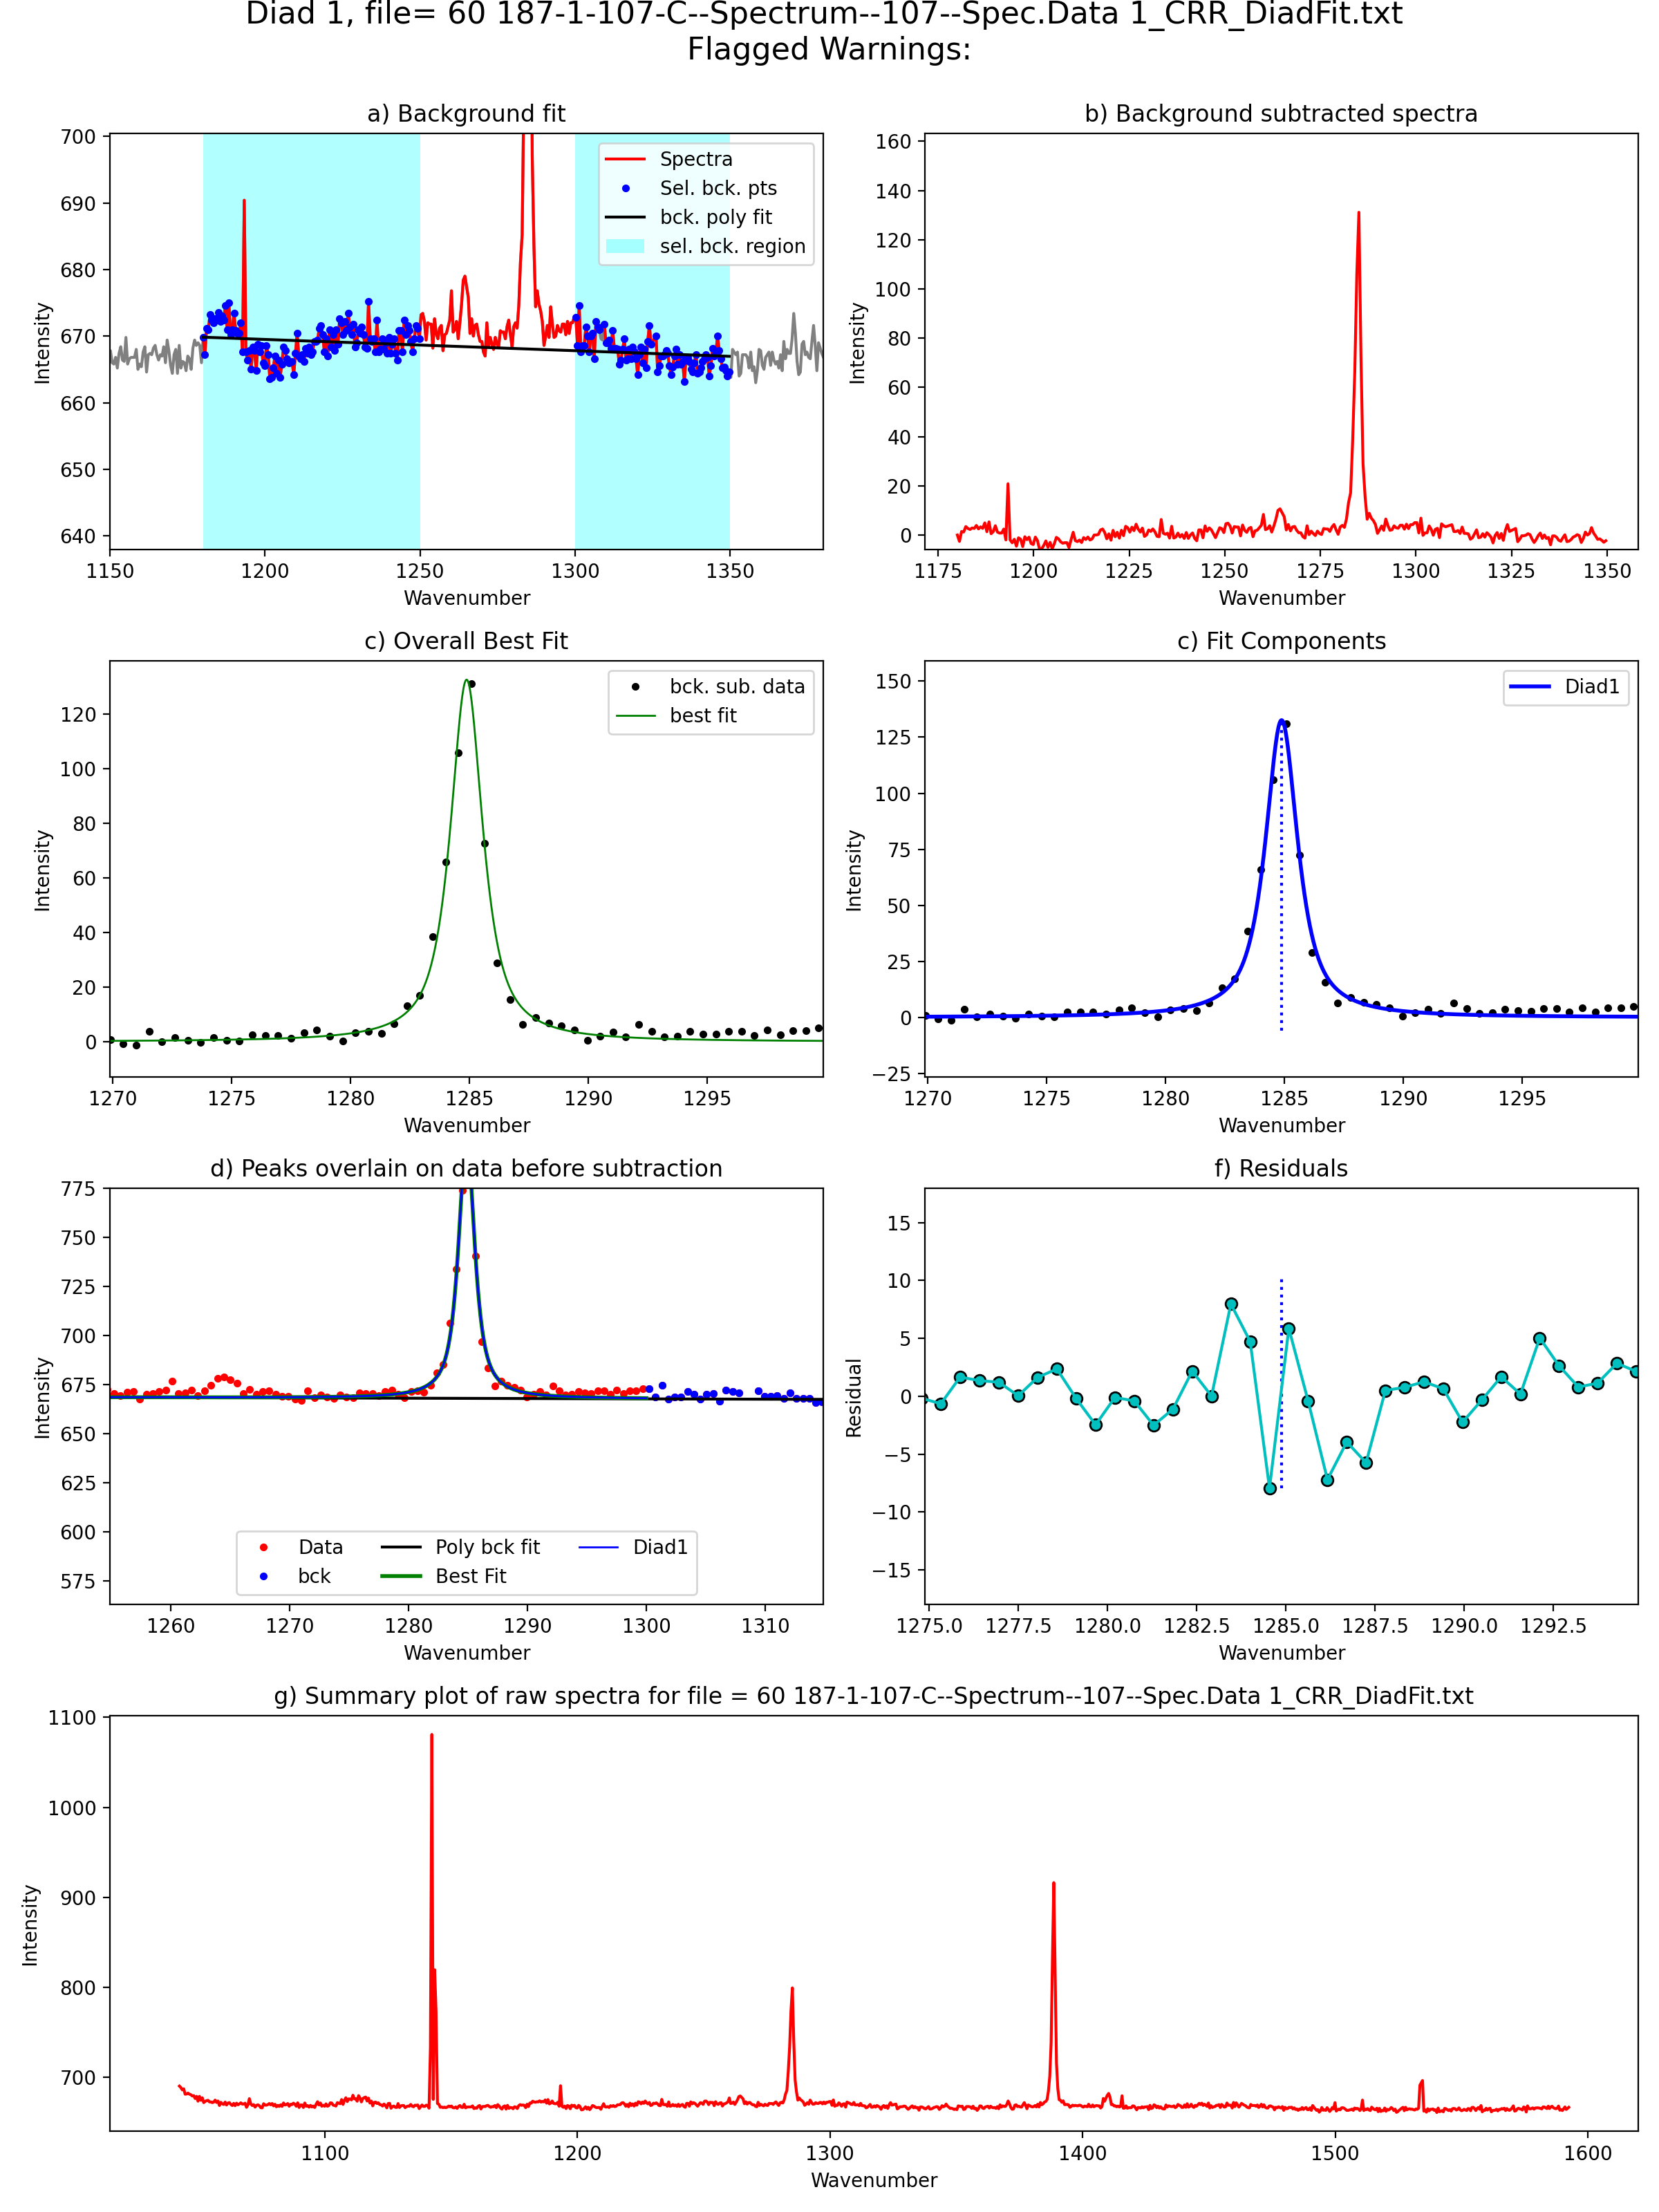 Diad 1, file= 60 187-1-107-C--Spectrum--107--Spec.Data 1_CRR_DiadFit.txt
Flagged Warnings:
a) Background fit
700
690
680
670
660
650
640
Intensity
1150
1200
1250
1300
1350
Wavenumber
Spectra
Sel. bck. pts
bck. poly fit
sel. bck. region
b) Background subtracted spectra
160
140
120
100
80
60
40
20
0
Intensity
1175
1200
1225
1250
1275
1300
1325
1350
Wavenumber
c) Overall Best Fit
120
100
80
60
40
20
0
Intensity
1270
1275
1280
1285
1290
1295
Wavenumber
bck. sub. data
best fit
c) Fit Components
150
125
100
75
50
25
0
−25
Intensity
1270
1275
1280
1285
1290
1295
Wavenumber
Diad1
d) Peaks overlain on data before subtraction
775
750
725
700
675
650
625
600
575
Intensity
1260
1270
1280
1290
1300
1310
Wavenumber
Data
bck
Poly bck fit
Best Fit
Diad1
f) Residuals
15
10
5
0
−5
−10
−15
Residual
1275.0
1277.5
1280.0
1282.5
1285.0
1287.5
1290.0
1292.5
Wavenumber
g) Summary plot of raw spectra for file = 60 187-1-107-C--Spectrum--107--Spec.Data 1_CRR_DiadFit.txt
1100
1000
900
800
700
Intensity
1100
1200
1300
1400
1500
1600
Wavenumber